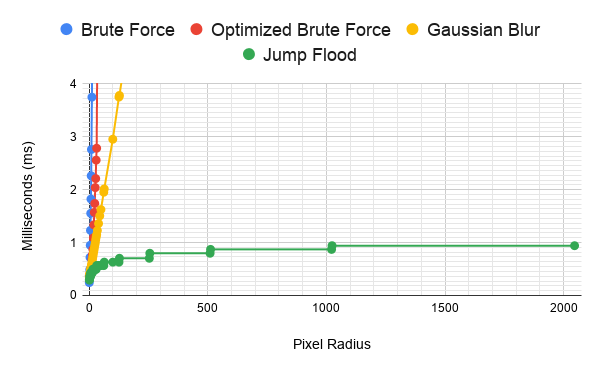 Brute Force Optimized Brute Force Gaussian Blur
Jump Flood
4
3
2
1
0
Milliseconds (ms)
0 500 1000 1500 2000
Pixel Radius